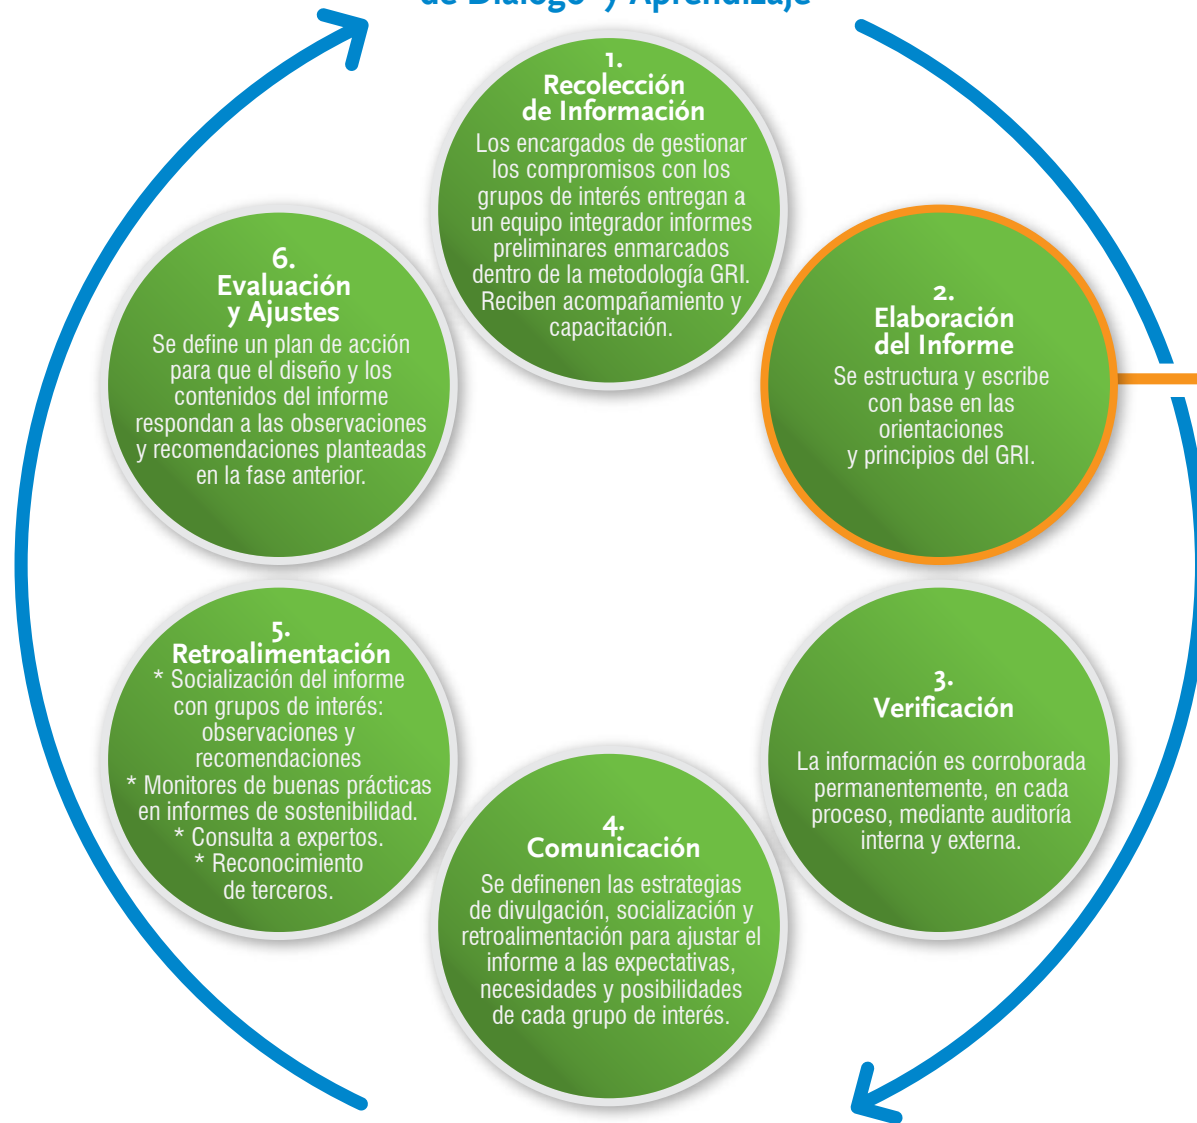 de Diálogo y Aprendizaje
1.
Recolección
de Información
Los encargados de gestionar
los compromisos con los
grupos de interés entregan a
un equipo integrador informes
preliminares enmarcados
dentro de la metodología GRI.
Reciben acompañamiento y
capacitación.
2.
Elaboración
del Informe
Se estructura y escribe
con base en las
orientaciones
y principios del GRI.
3.
Verificación
La información es corroborada
permanentemente, en cada
proceso, mediante auditoría
interna y externa.
4.
Comunicación
Se definenen las estrategias
de divulgación, socialización y
retroalimentación para ajustar el
informe a las expectativas,
necesidades y posibilidades
de cada grupo de interés.
5.
Retroalimentación
* Socialización del informe
con grupos de interés:
observaciones y
recomendaciones
* Monitores de buenas prácticas
en informes de sostenibilidad.
* Consulta a expertos.
* Reconocimiento
de terceros.
6.
Evaluación
y Ajustes
Se define un plan de acción
para que el diseño y los
contenidos del informe
respondan a las observaciones
y recomendaciones planteadas
en la fase anterior.